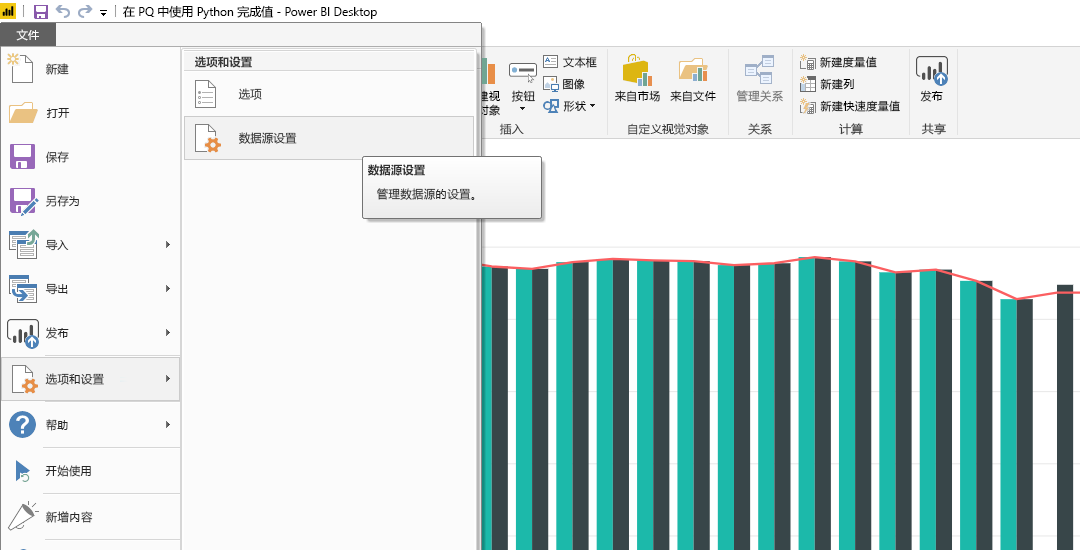 在 PQ 中使用 Python 完成值 - Power BI Desktop
文件
新建
打开
保存
另存为
导入
导出
发布
选项和设置
帮助
开始使用
新增内容
选项和设置
选项
数据源设置
数据源设置
管理数据源的设置。
建视
对象
按钮
文本框
图像
形状
插入
来自市场
来自文件
自定义视觉对象
管理关系
关系
新建度量值
新建列
新建快速度量值
计算
发布
共享